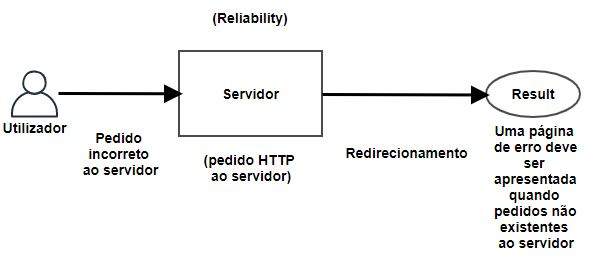 (Reliability)
Servidor
Result
Utilizador
Pedido
incorreto
ao servidor
(pedido HTTP
ao servidor)
Redirecionamento
Uma página
de erro deve
ser
apresentada
quando
pedidos não
existentes
ao servidor